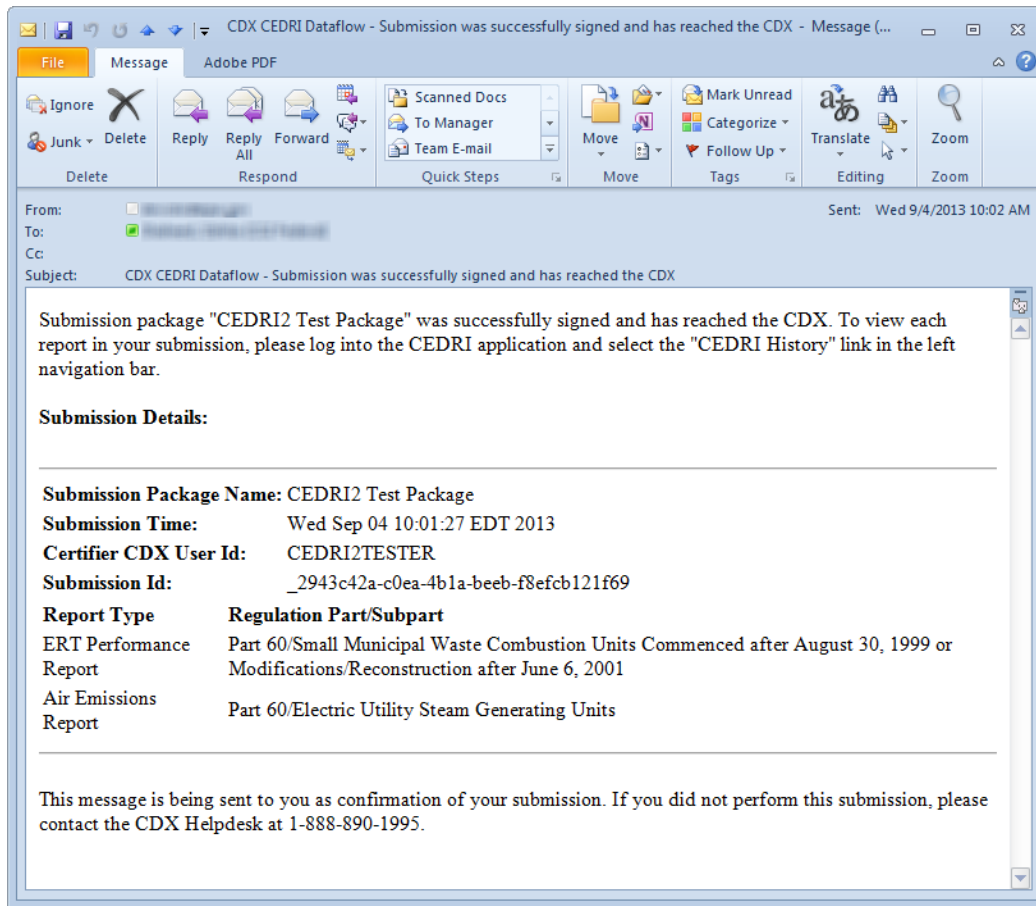 CDX CEDRI Dataflow - Submission was successfully signed and has reached the CDX - Message (...
File Message Adobe PDF
Ignore
Junk
Delete
Reply
Reply All
Forward
Scanned Docs
To Manager
Team E-mail
Move
Mark Unread
Categorize
Follow Up
Translate
Zoom
Delete Respond Quick Steps Move Tags Editing Zoom
From:
Sent: Wed 9/4/2013 10:02 AM
To:
Cc:
Subject: CDX CEDRI Dataflow - Submission was successfully signed and has reached the CDX
Submission package "CEDRI2 Test Package" was successfully signed and has reached the CDX. To view each
report in your submission, please log into the CEDRI application and select the "CEDRI History" link in the left
navigation bar.
Submission Details:
Submission Package Name: CEDRI2 Test Package
Submission Time: Wed Sep 04 10:01:27 EDT 2013
Certifier CDX User Id: CEDRI2TESTER
Submission Id: _2943c42a-c0ea-4b1a-beeb-f8efcb121f69
Report Type Regulation Part/Subpart
ERT Performance Report Part 60/Small Municipal Waste Combustion Units Commenced after August 30, 1999 or
Modifications/Reconstruction after June 6, 2001
Air Emissions Report Part 60/Electric Utility Steam Generating Units
This message is being sent to you as confirmation of your submission. If you did not perform this submission, please
contact the CDX Helpdesk at 1-888-890-1995.